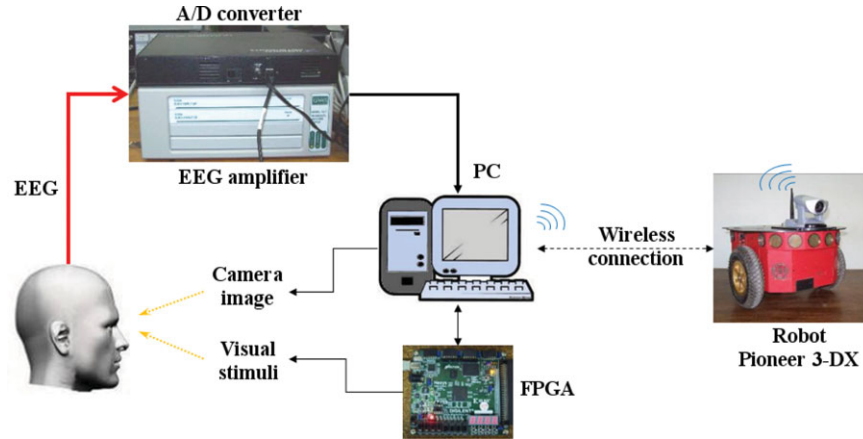 A/D converter
EEG amplifier
EEG
PC
Wireless
connection
Camera
image
Visual
stimuli
FPGA
Robot
Pioneer 3-DX